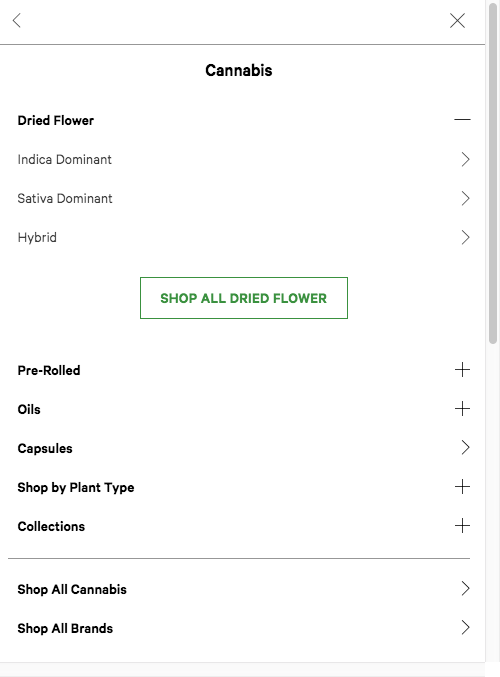 Cannabis
Dried Flower
Indica Dominant
Sativa Dominant
Hybrid
SHOP ALL DRIED FLOWER
Pre-Rolled
Oils
Capsules
Shop by Plant Type
Collections
Shop All Cannabis
Shop All Brands